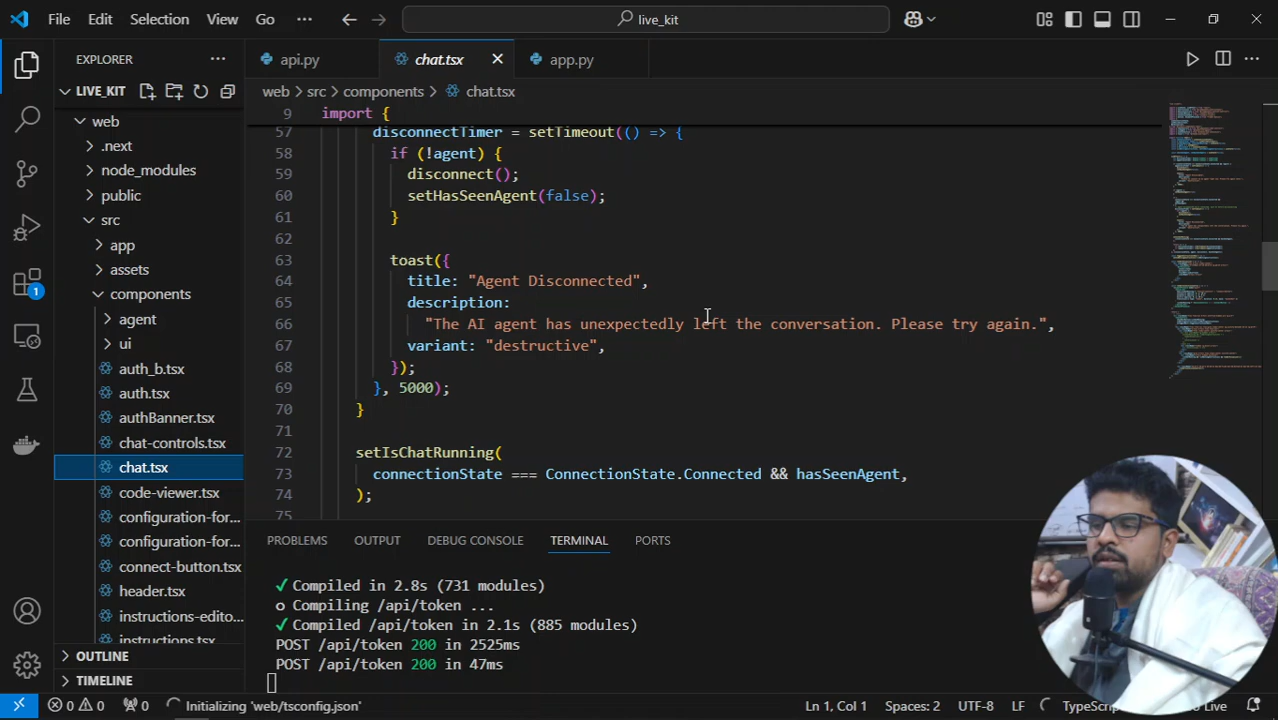 File Edit Selection View Go ··· live_kit
EXPLORER ···
api.py chat.tsx app.py
LIVE_KIT
web > src > components > chat.tsx
web
.next
node_modules
public
src
app
assets
components
agent
ui
auth_b.tsx
auth.tsx
authBanner.tsx
chat-controls.tsx
chat.tsx
code-viewer.tsx
configuration-for...
configuration-for...
connect-button.tsx
header.tsx
instructions-edito...
instructions.tsx
OUTLINE
TIMELINE
1
9 import {
57 disconnectTimer = setTimeout(() => {
58 if (!agent) {
59 disconnect();
60 setHasSeenAgent(false);
61 }
62
63 toast({
64 title: "Agent Disconnected",
65 description:
66 "The AI agent has unexpectedly left the conversation. Please try again.",
67 variant: "destructive",
68 });
69 }, 5000);
70 }
71
72 setIsChatRunning(
73 connectionState === ConnectionState.Connected && hasSeenAgent,
74 );
75
PROBLEMS OUTPUT DEBUG CONSOLE TERMINAL PORTS
✓ Compiled in 2.8s (731 modules)
o Compiling /api/token ...
✓ Compiled /api/token in 2.1s (885 modules)
POST /api/token 200 in 2525ms
POST /api/token 200 in 47ms
0 0 0 Initializing 'web/tsconfig.json' Ln 1, Col 1 Spaces: 2 UTF-8 LF TypeScrip Live